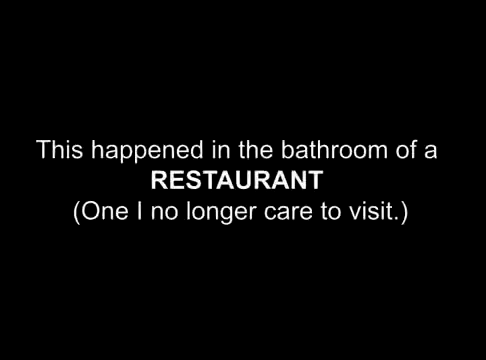 This happened in the bathroom of a
RESTAURANT
(One I no longer care to visit.)